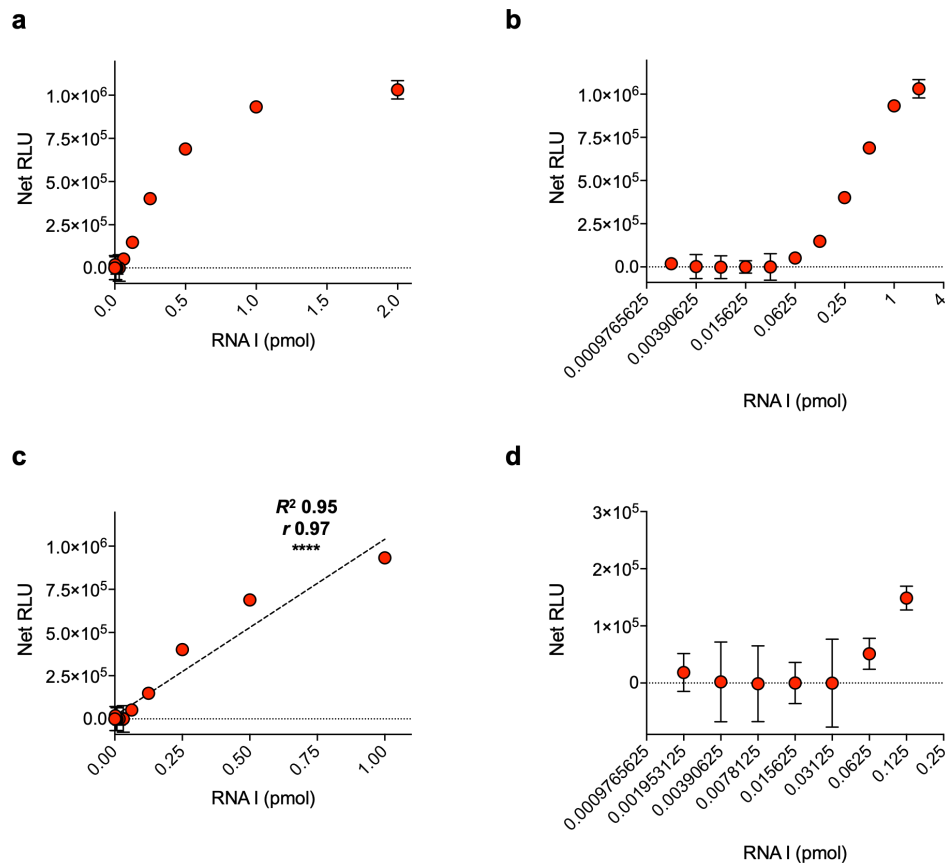 a
Net RLU
1.0×10⁶
7.5×10⁵
5.0×10⁵
2.5×10⁵
0.0
0.0 0.5 1.0 1.5 2.0
RNA I (pmol)
b
Net RLU
1.0×10⁶
7.5×10⁵
5.0×10⁵
2.5×10⁵
0.0
0.0009765625 0.00390625 0.015625 0.0625 0.25 1 4
RNA I (pmol)
c
R² 0.95
r 0.97
****
Net RLU
1.0×10⁶
7.5×10⁵
5.0×10⁵
2.5×10⁵
0.0
0.00 0.25 0.50 0.75 1.00
RNA I (pmol)
d
Net RLU
3×10⁵
2×10⁵
1×10⁵
0
0.0009765625 0.001953125 0.00390625 0.0078125 0.015625 0.03125 0.0625 0.125 0.25
RNA I (pmol)